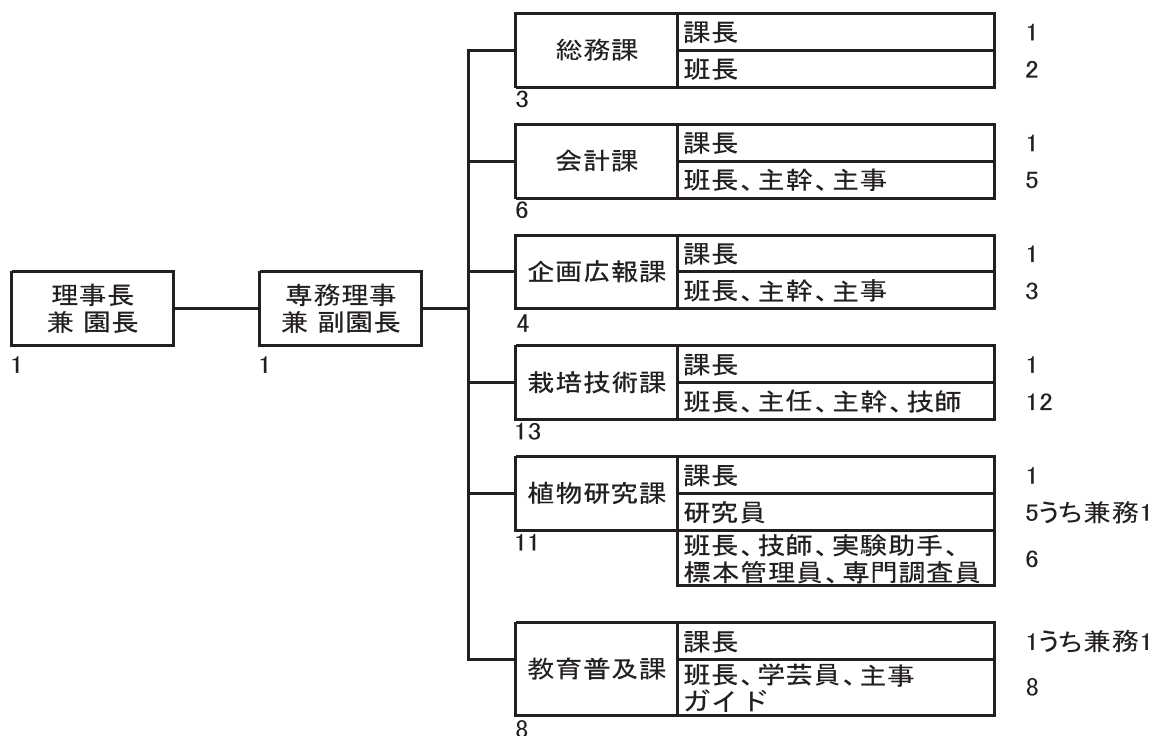 総務課
課長 1
班長 2
3
会計課
課長 1
班長、主幹、主事 5
6
企画広報課
課長 1
班長、主幹、主事 3
4
理事長
兼 園長
1
専務理事
兼 副園長
1
栽培技術課
課長 1
班長、主任、主幹、技師 12
13
植物研究課
課長 1
研究員 5うち兼務1
班長、技師、実験助手、
標本管理員、専門調査員 6
11
教育普及課
課長 1うち兼務1
班長、学芸員、主事
ガイド 8
8